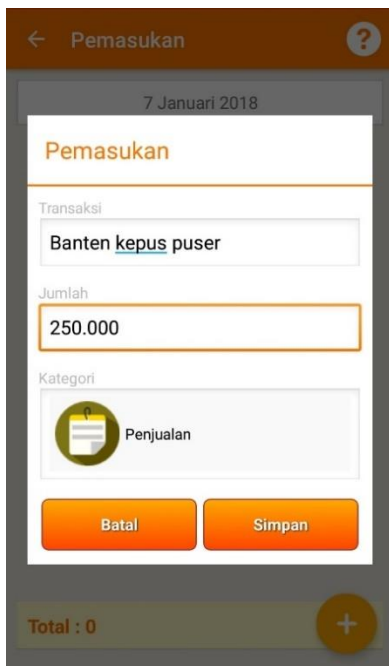 Pemasukan
?
7 Januari 2018
Pemasukan
Transaksi
Banten kepus puser
Jumlah
250.000
Kategori
Penjualan
Batal
Simpan
Total : 0
+